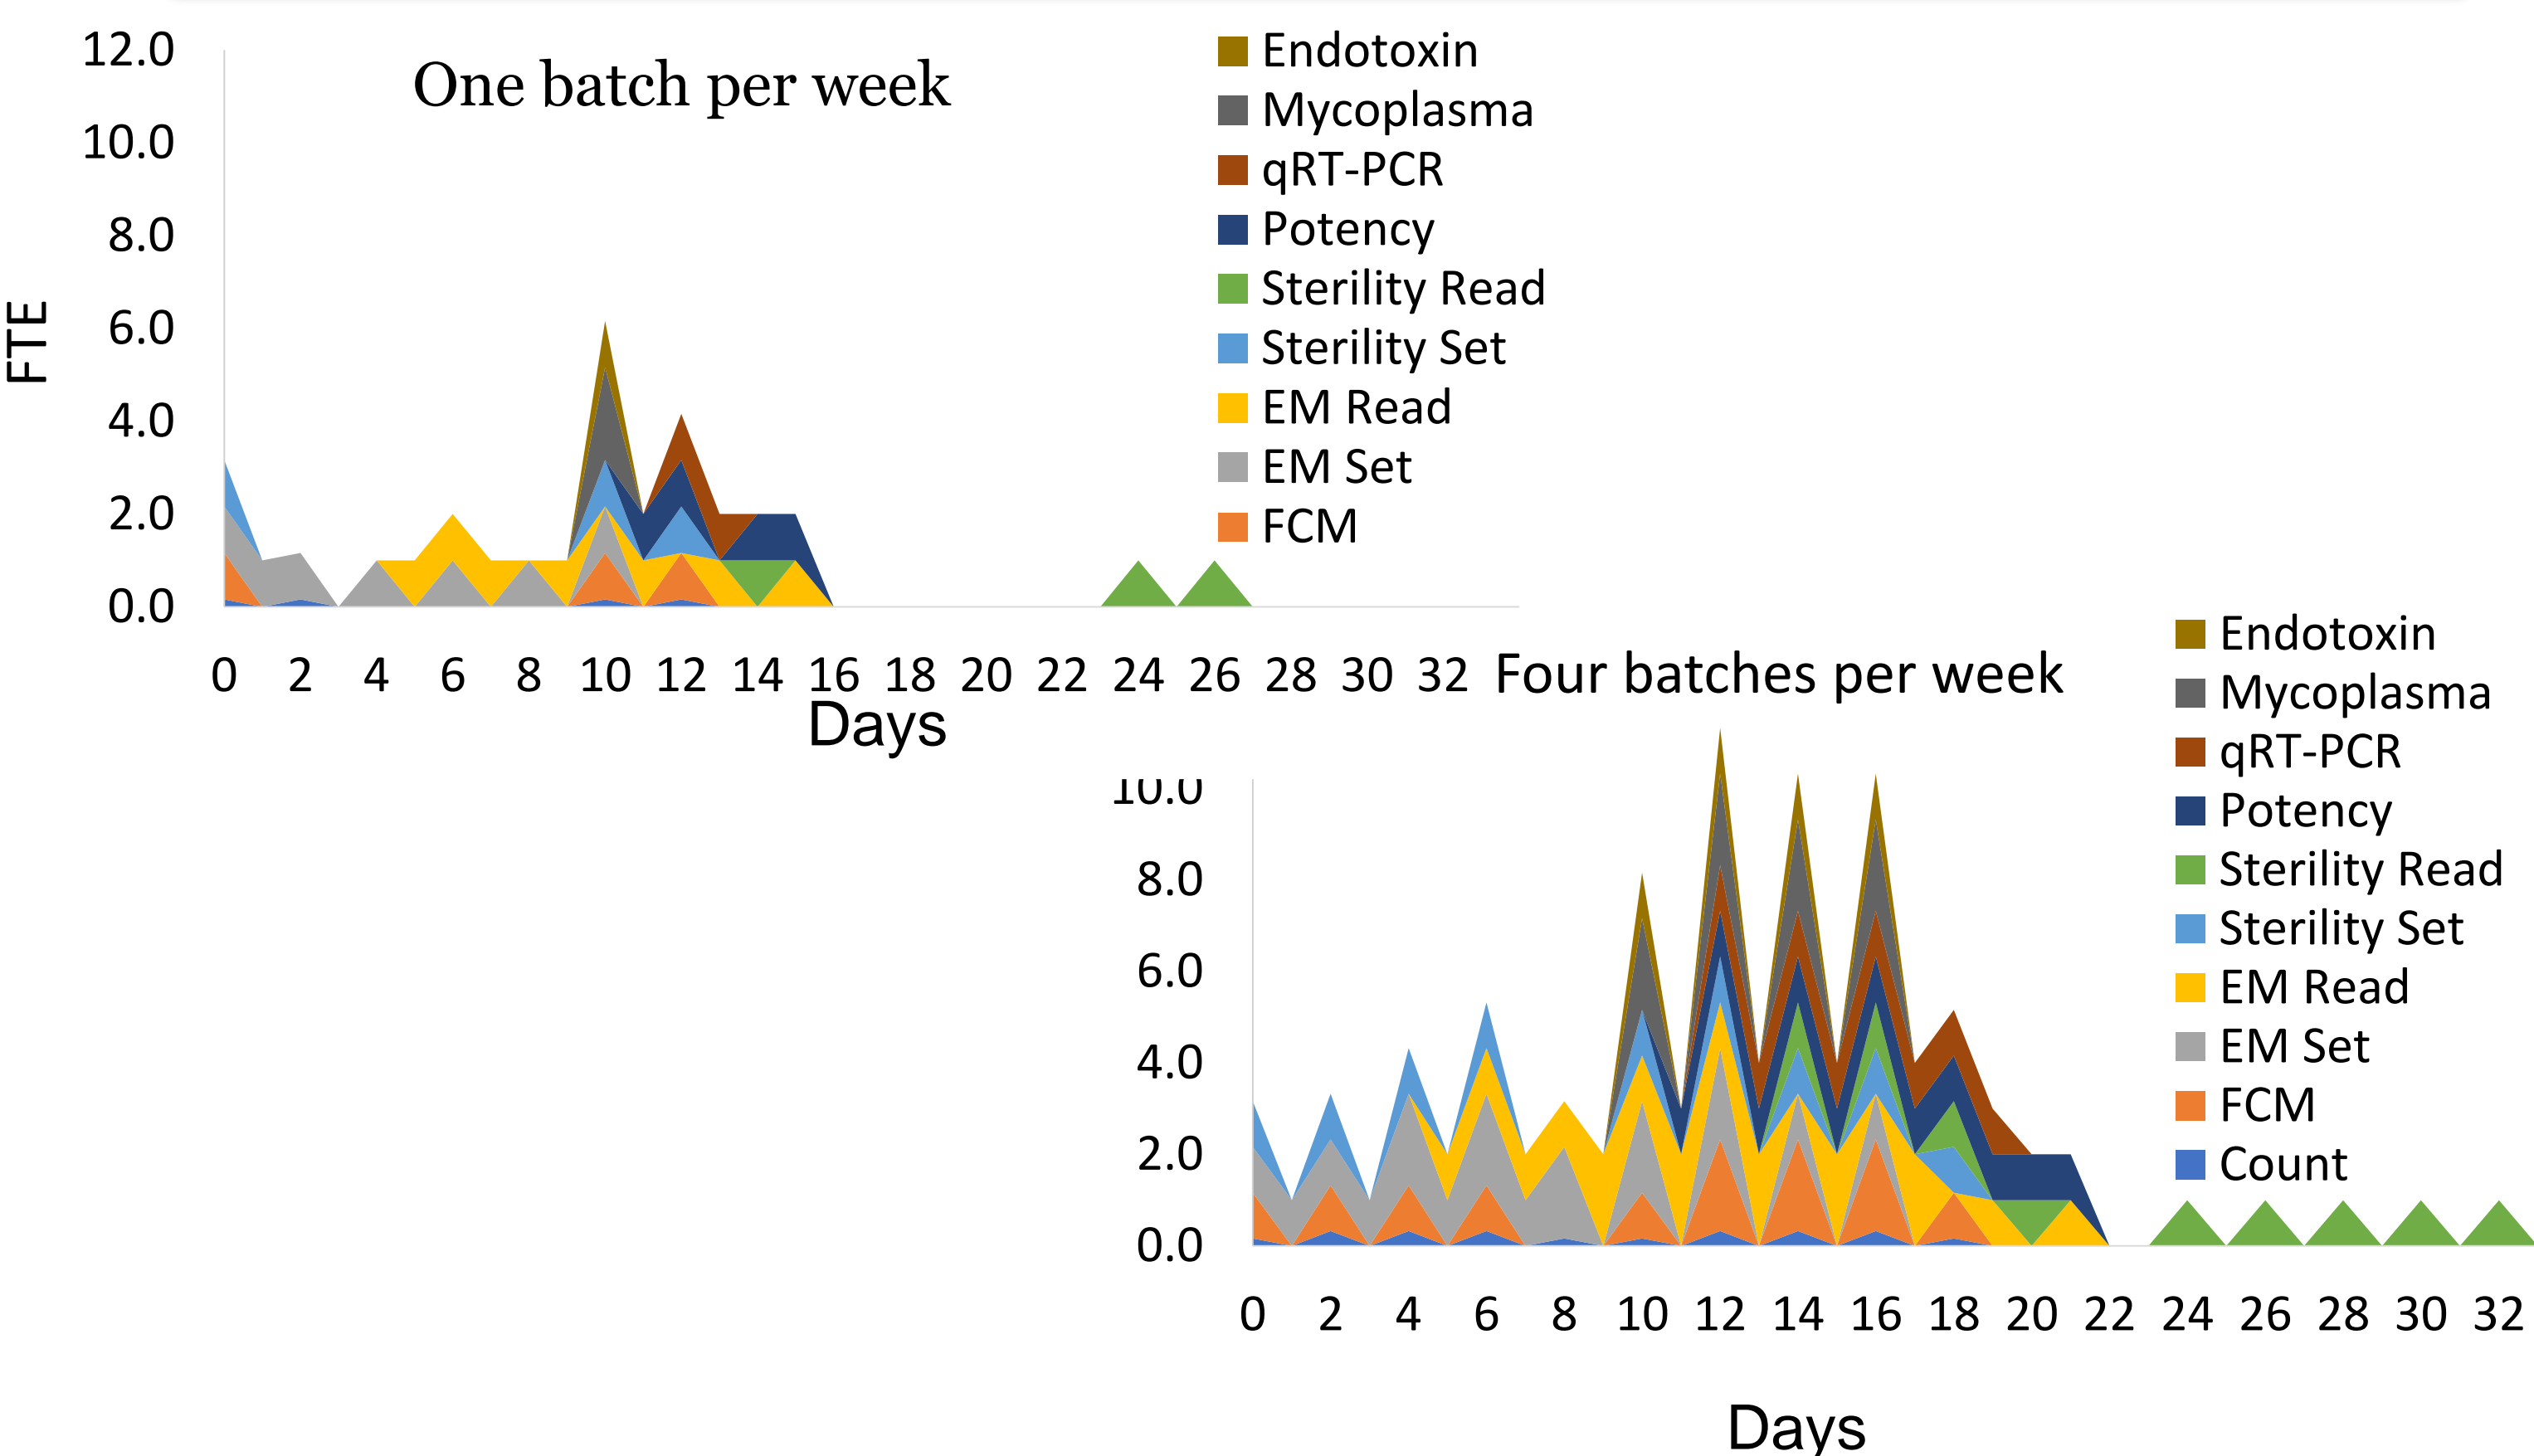 One batch per week
FTE
12.0
10.0
8.0
6.0
4.0
2.0
0.0
0 2 4 6 8 10 12 14 16 18 20 22 24 26 28 30 32
Days
Endotoxin
Mycoplasma
qRT-PCR
Potency
Sterility Read
Sterility Set
EM Read
EM Set
FCM
Four batches per week
10.0
8.0
6.0
4.0
2.0
0.0
0 2 4 6 8 10 12 14 16 18 20 22 24 26 28 30 32
Days
Endotoxin
Mycoplasma
qRT-PCR
Potency
Sterility Read
Sterility Set
EM Read
EM Set
FCM
Count